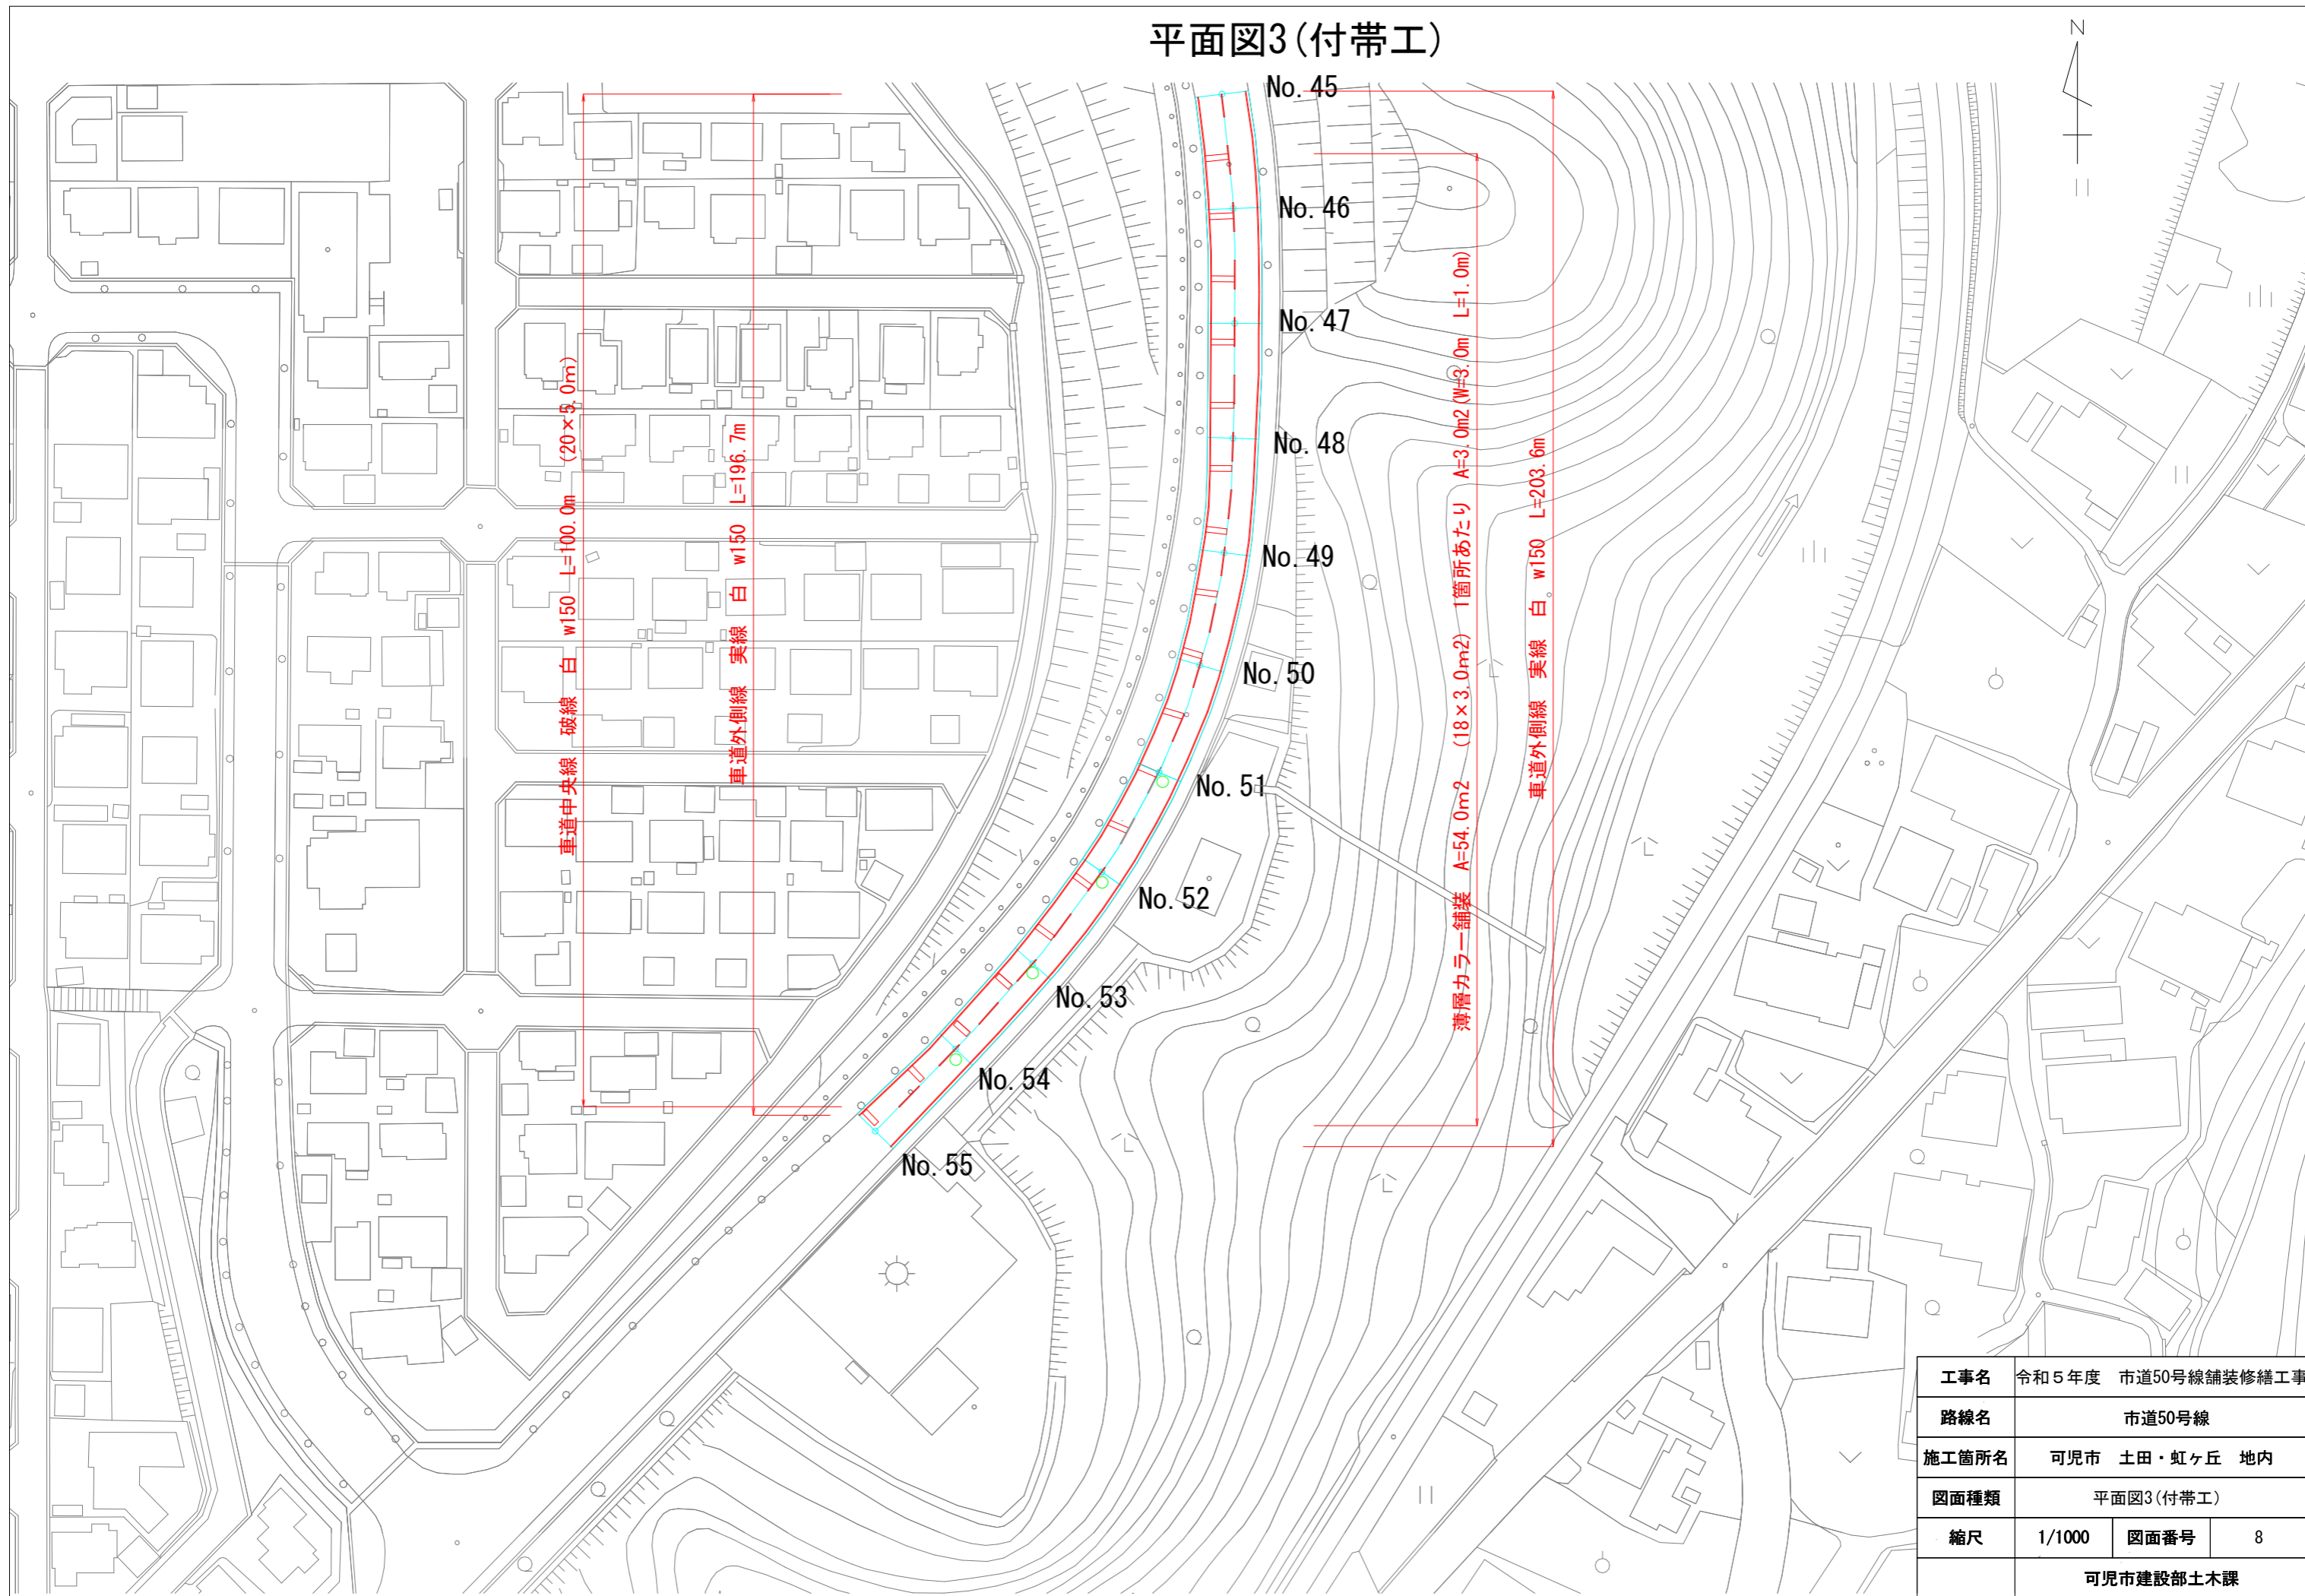 平面図3(付帯工)
N
No.45
No.46
No.47
No.48
No.49
No.50
No.51
No.52
No.53
No.54
No.55
車道中央線 破線 白 w150 L=100.0m (20×5.0m)
車道外側線 実線 白 w150 L=196.7m
薄層カラー舗装 A=54.0m2 (18×3.0m2) 1箇所あたり A=3.0m2(W=3.0m L=1.0m)
車道外側線 実線 白 w150 L=203.6m
工事名 令和5年度 市道50号線舗装修繕工事
路線名 市道50号線
施工箇所名 可児市 土田・虹ヶ丘 地内
図面種類 平面図3(付帯工)
縮尺 1/1000 図面番号 8
可児市建設部土木課